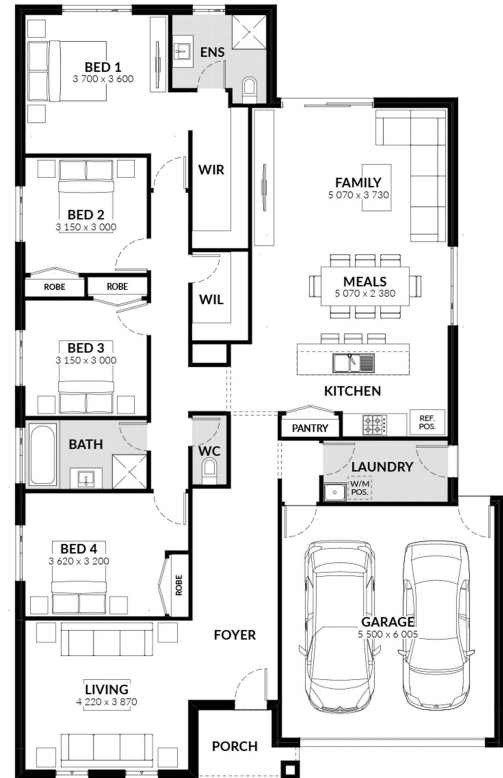 BED 1
3 700 x 3 600
ENS
WIR
FAMILY
5 070 x 3 730
BED 2
3 150 x 3 000
ROBE
ROBE
WIL
MEALS
5 070 x 2 380
BED 3
3 150 x 3 000
KITCHEN
PANTRY
REF.
POS.
BATH
WC
LAUNDRY
W/M
POS.
BED 4
3 620 x 3 200
ROBE
GARAGE
5 500 x 6 005
FOYER
LIVING
4 220 x 3 870
PORCH